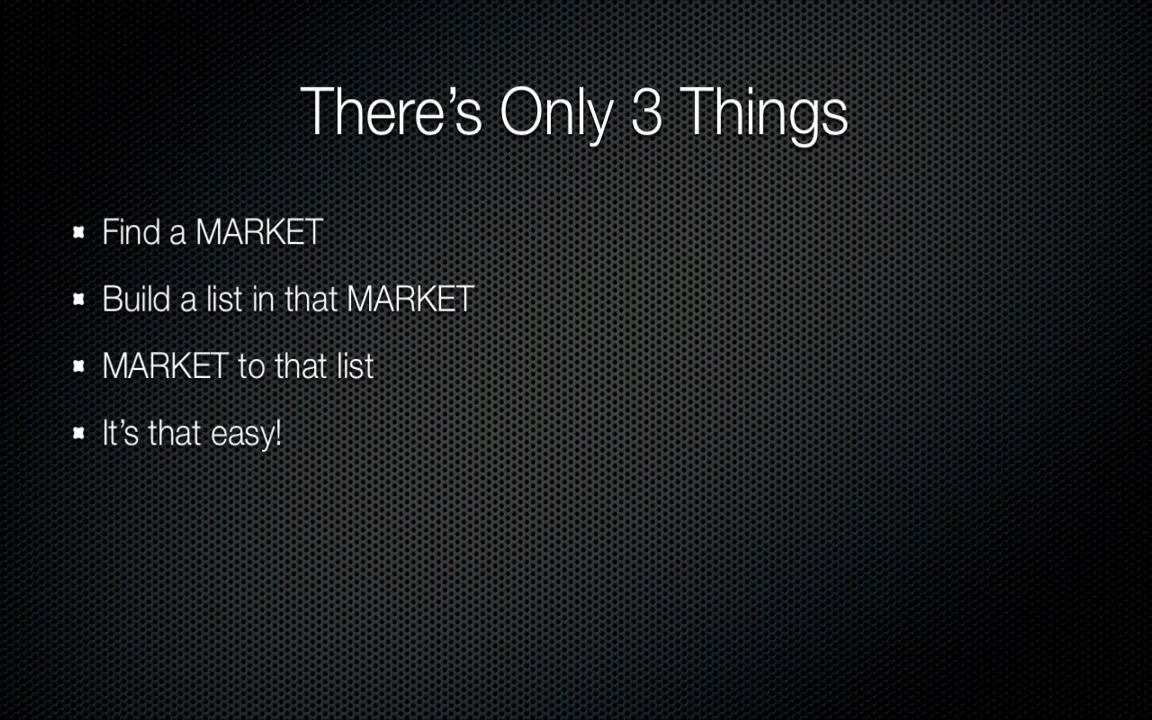 There's Only 3 Things
Find a MARKET
Build a list in that MARKET
MARKET to that list
It's that easy!